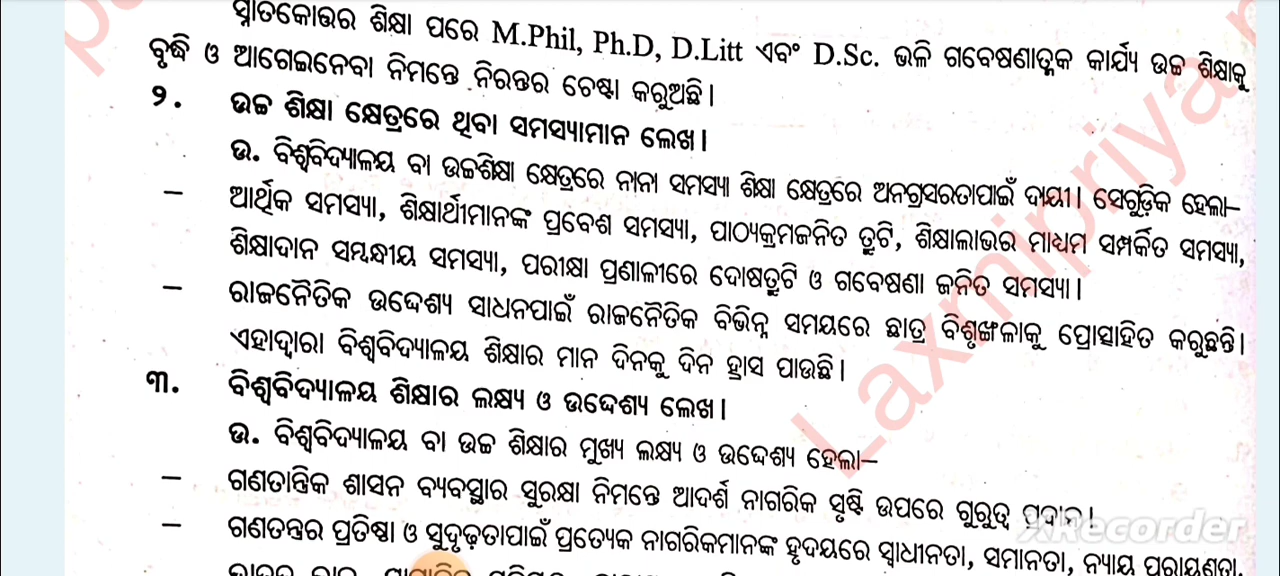 ସ୍ନାତକୋତ୍ତର ଶିକ୍ଷା ପରେ M.Phil, Ph.D, D.Litt ଏବଂ D.Sc. ଭଳି ଗବେଷଣାତ୍ମକ କାର୍ଯ୍ୟ ଉଚ୍ଚ ଶିକ୍ଷାକୁ
ବୃଦ୍ଧି ଓ ଆଗେଇନେବା ନିମନ୍ତେ ନିରନ୍ତର ଚେଷ୍ଟା କରୁଅଛି।
୨. ଉଚ୍ଚ ଶିକ୍ଷା କ୍ଷେତ୍ରରେ ଥିବା ସମସ୍ୟାମାନ ଲେଖ।
ଉ. ବିଶ୍ୱବିଦ୍ୟାଳୟ ବା ଉଚ୍ଚଶିକ୍ଷା କ୍ଷେତ୍ରରେ ନାନା ସମସ୍ୟା ଶିକ୍ଷା କ୍ଷେତ୍ରରେ ଅନଗ୍ରସରତାପାଇଁ ଦାୟୀ। ସେଗୁଡ଼ିକ ହେଲା–
– ଆର୍ଥିକ ସମସ୍ୟା, ଶିକ୍ଷାର୍ଥୀମାନଙ୍କ ପ୍ରବେଶ ସମସ୍ୟା, ପାଠ୍ୟକ୍ରମଜନିତ ତ୍ରୁଟି, ଶିକ୍ଷାଲାଭର ମାଧ୍ୟମ ସମ୍ପର୍କିତ ସମସ୍ୟା,
ଶିକ୍ଷାଦାନ ସମ୍ବନ୍ଧୀୟ ସମସ୍ୟା, ପରୀକ୍ଷା ପ୍ରଣାଳୀରେ ଦୋଷତ୍ରୁଟି ଓ ଗବେଷଣା ଜନିତ ସମସ୍ୟା।
– ରାଜନୈତିକ ଉଦ୍ଦେଶ୍ୟ ସାଧନପାଇଁ ରାଜନୈତିକ ବିଭିନ୍ନ ସମୟରେ ଛାତ୍ର ବିଶୃଙ୍ଖଳାକୁ ପ୍ରୋତ୍ସାହିତ କରୁଛନ୍ତି।
ଏହାଦ୍ୱାରା ବିଶ୍ୱବିଦ୍ୟାଳୟ ଶିକ୍ଷାର ମାନ ଦିନକୁ ଦିନ ହ୍ରାସ ପାଉଛି।
୩. ବିଶ୍ୱବିଦ୍ୟାଳୟ ଶିକ୍ଷାର ଲକ୍ଷ୍ୟ ଓ ଉଦ୍ଦେଶ୍ୟ ଲେଖ।
ଉ. ବିଶ୍ୱବିଦ୍ୟାଳୟ ବା ଉଚ୍ଚ ଶିକ୍ଷାର ମୁଖ୍ୟ ଲକ୍ଷ୍ୟ ଓ ଉଦ୍ଦେଶ୍ୟ ହେଲା–
– ଗଣତାନ୍ତ୍ରିକ ଶାସନ ବ୍ୟବସ୍ଥାର ସୁରକ୍ଷା ନିମନ୍ତେ ଆଦର୍ଶ ନାଗରିକ ସୃଷ୍ଟି ଉପରେ ଗୁରୁତ୍ୱ ପ୍ରଦାନ।
– ଗଣତନ୍ତ୍ରର ପ୍ରତିଷ୍ଠା ଓ ସୁଦୃଢ଼ତାପାଇଁ ପ୍ରତ୍ୟେକ ନାଗରିକମାନଙ୍କ ହୃଦୟରେ ସ୍ୱାଧୀନତା, ସମାନତା, ନ୍ୟାୟ ପରାୟଣତା,
Laxmipriya
XRecorder